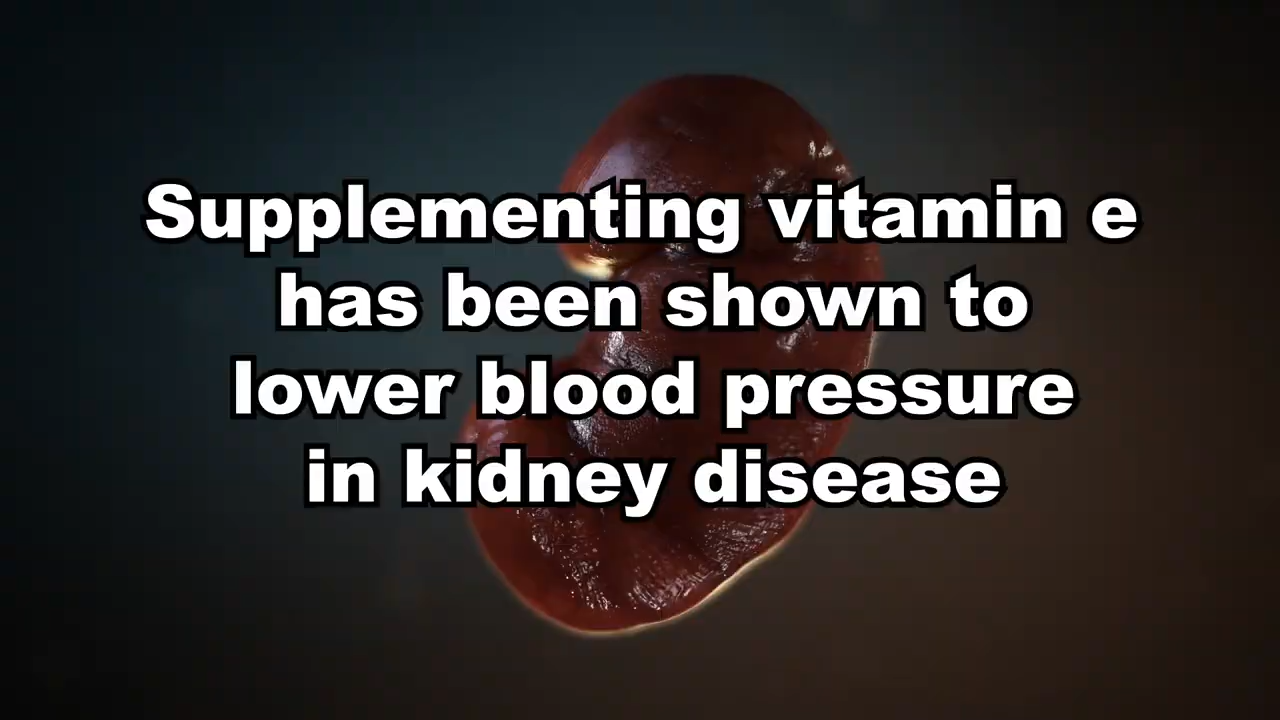 Supplementing vitamin e
has been shown to
lower blood pressure
in kidney disease